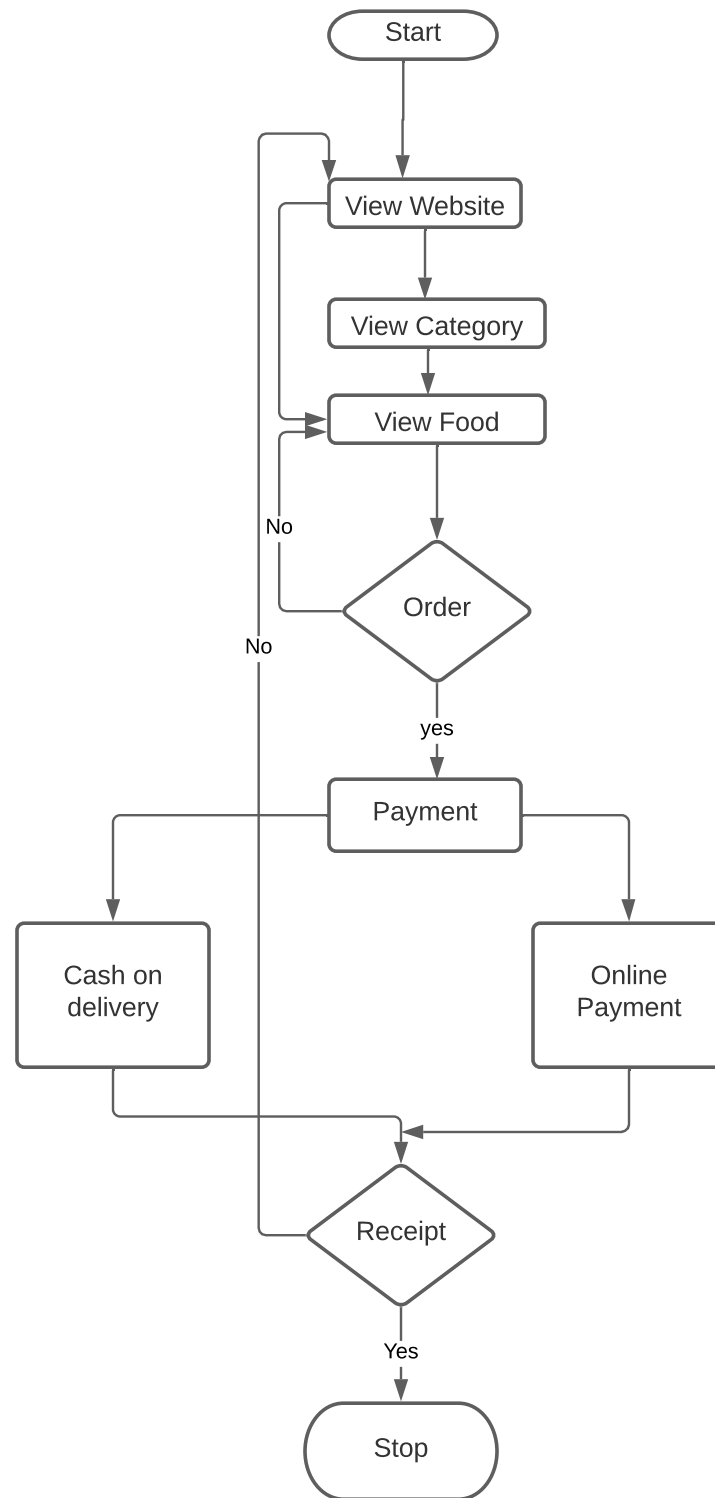 Start
View Website
View Category
View Food
No
Order
No
yes
Payment
Cash on
delivery
Online
Payment
Receipt
Yes
Stop